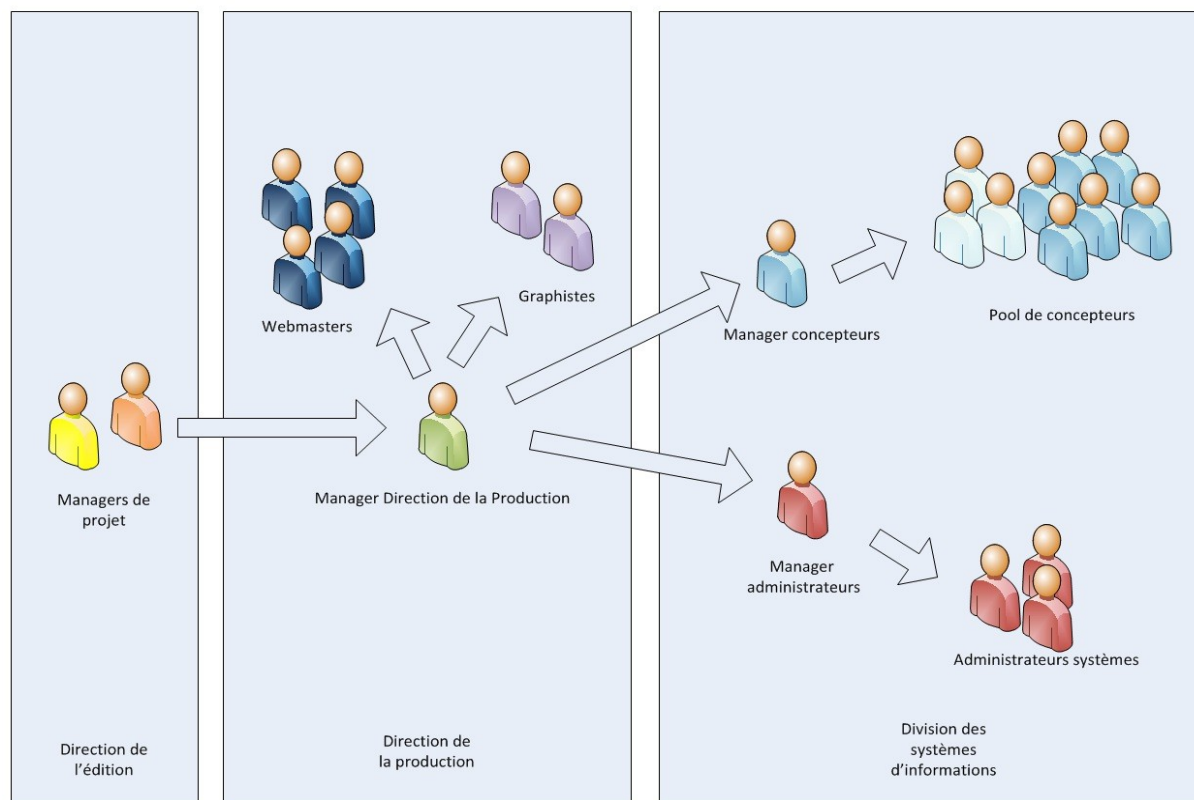 Webmasters
Graphistes
Manager concepteurs
Pool de concepteurs
Managers de
projet
Manager Direction de la Production
Manager
administrateurs
Administrateurs systèmes
Direction de
l’édition
Direction de
la production
Division des
systèmes
d’informations